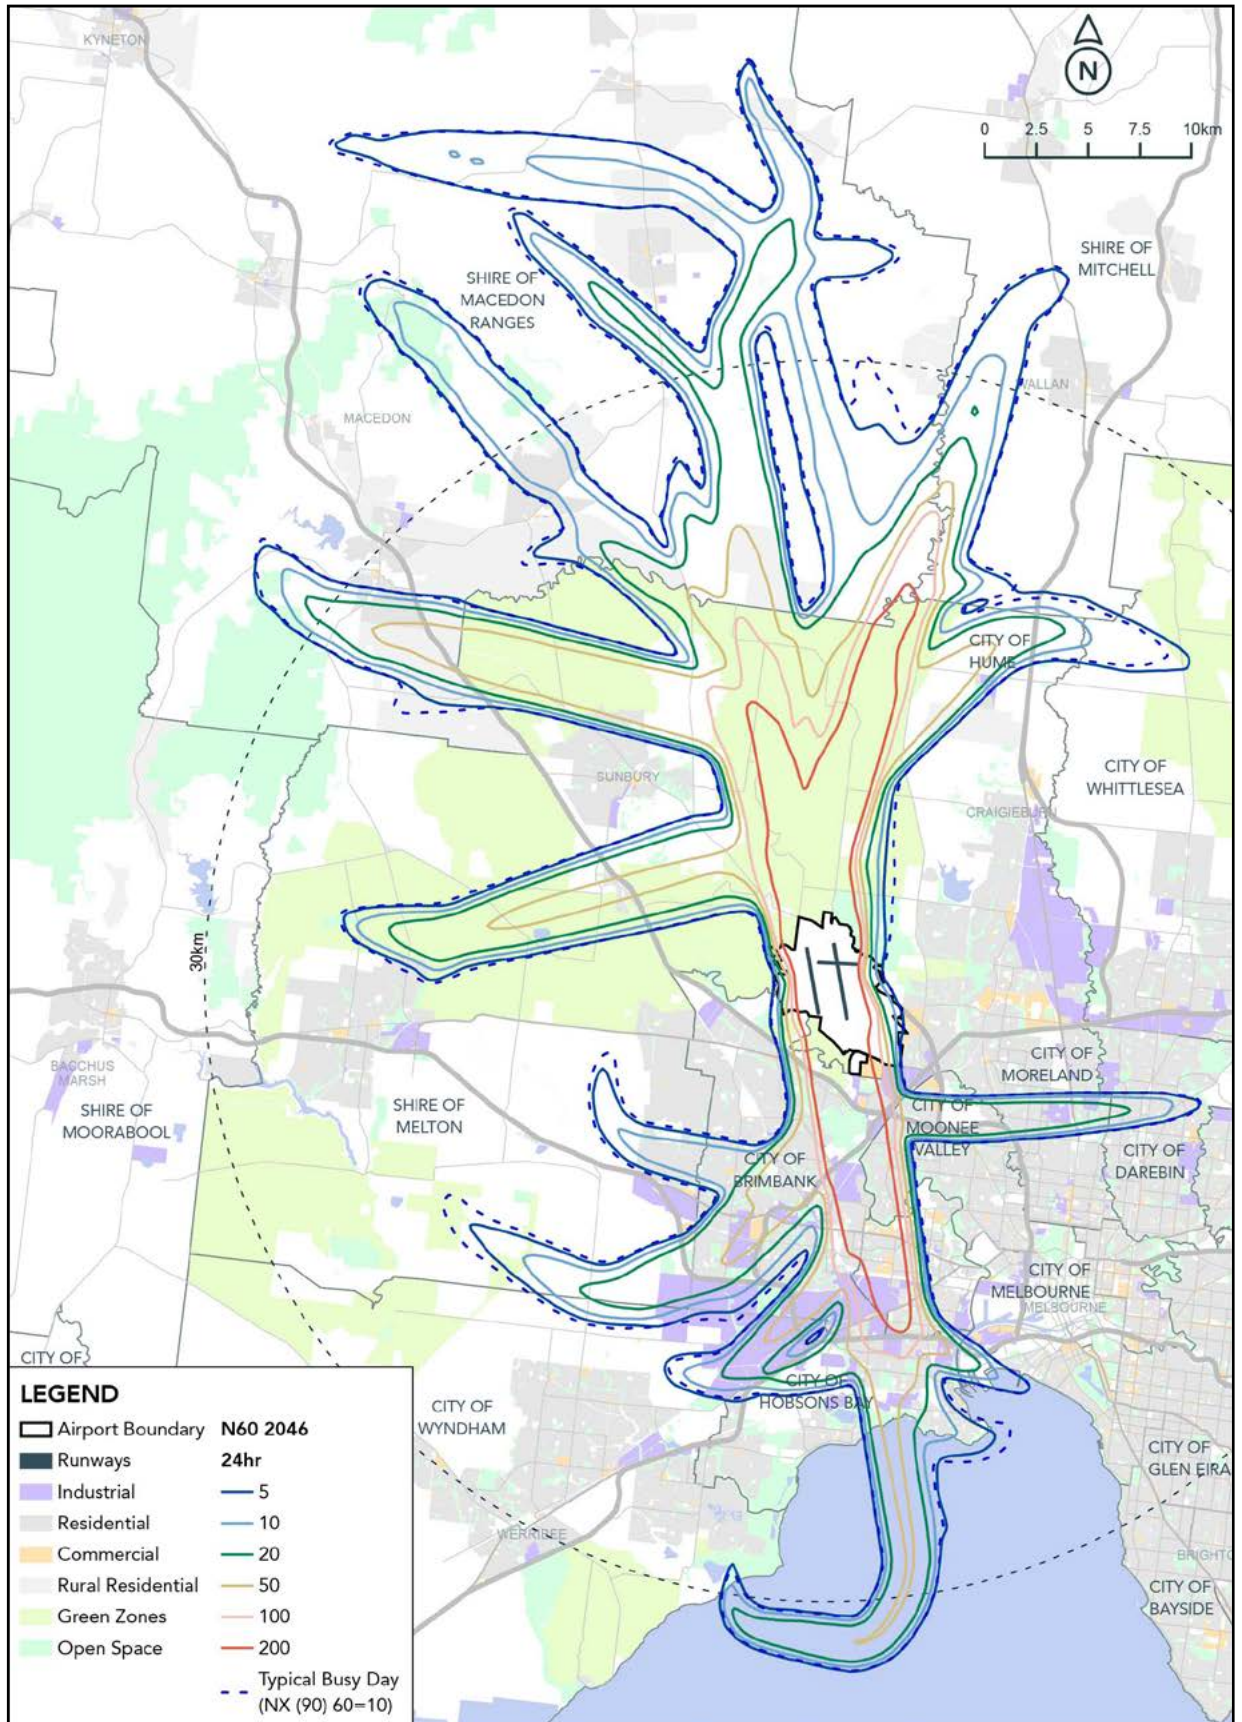 KYNETON
N
0 2.5 5 7.5 10km
SHIRE OF
MITCHELL
SHIRE OF
MACEDON
RANGES
WALLAN
MACEDON
CITY OF
HUME
CITY OF
WHITTLESEA
SUNBURY
CRAIGIEBURN
30km
BACCHUS
MARSH
SHIRE OF
MOORABOOL
SHIRE OF
MELTON
CITY OF
MORELAND
CITY OF
MOONEE
VALLEY
CITY OF
DAREBIN
CITY OF
BRIMBANK
CITY OF
MELBOURNE
MELBOURNE
CITY OF
CITY OF
HOBSONS BAY
CITY OF
WYNDHAM
CITY OF
GLEN EIRA
WERRIBEE
BRIGHTO
CITY OF
BAYSIDE
LEGEND
Airport Boundary N60 2046
Runways 24hr
Industrial 5
Residential 10
Commercial 20
Rural Residential 50
Green Zones 100
Open Space 200
Typical Busy Day
(NX (90) 60=10)